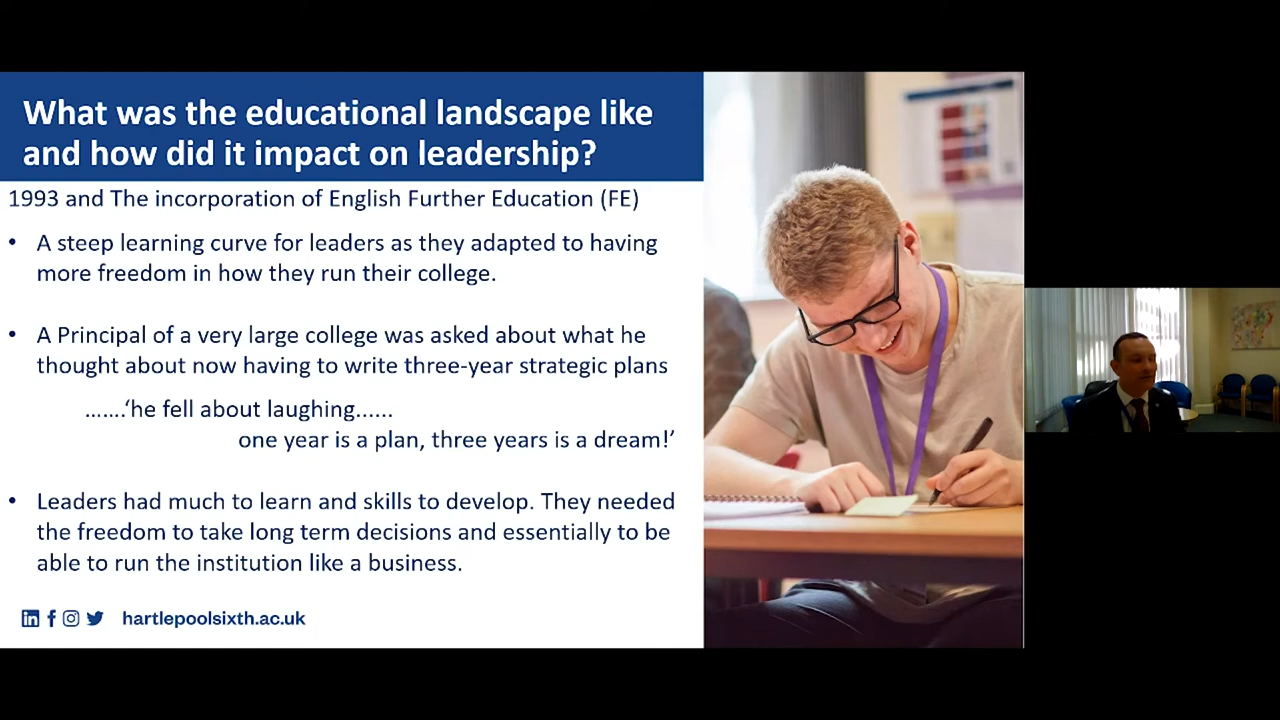 What was the educational landscape like
and how did it impact on leadership?
1993 and The incorporation of English Further Education (FE)
• A steep learning curve for leaders as they adapted to having
more freedom in how they run their college.
• A Principal of a very large college was asked about what he
thought about now having to write three-year strategic plans
…….‘he fell about laughing......
one year is a plan, three years is a dream!’
• Leaders had much to learn and skills to develop. They needed
the freedom to take long term decisions and essentially to be
able to run the institution like a business.
hartlepoolsixth.ac.uk